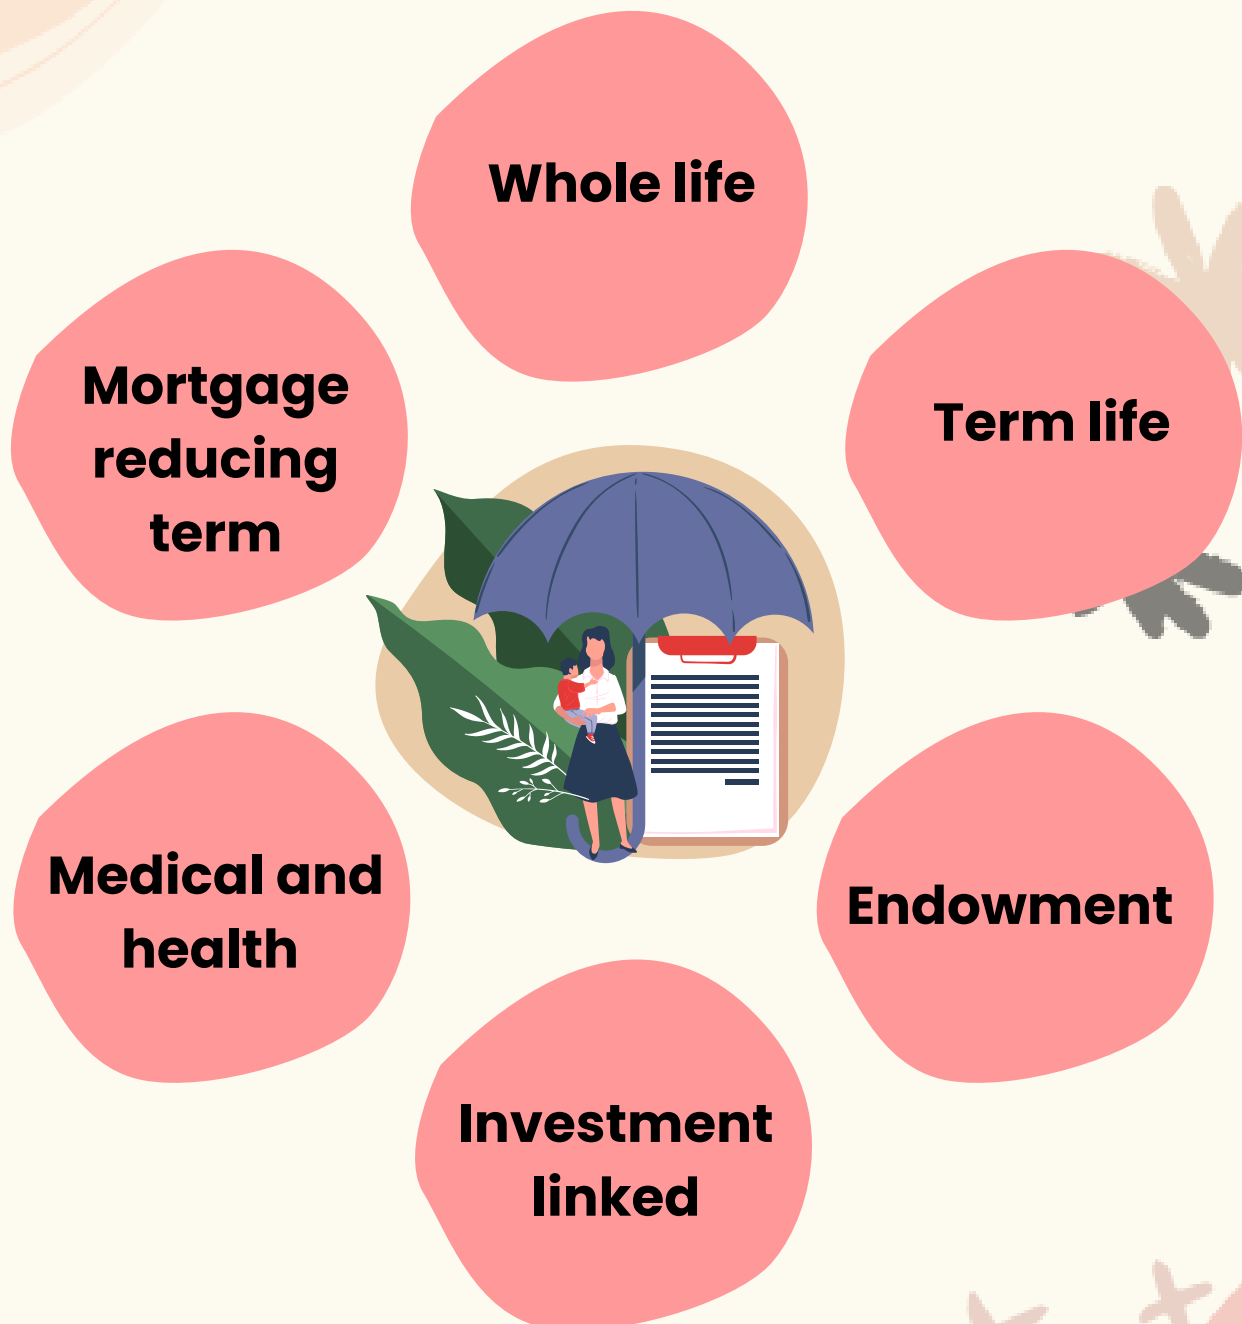 Whole life
Mortgage
reducing
term
Term life
Medical and
health
Endowment
Investment
linked